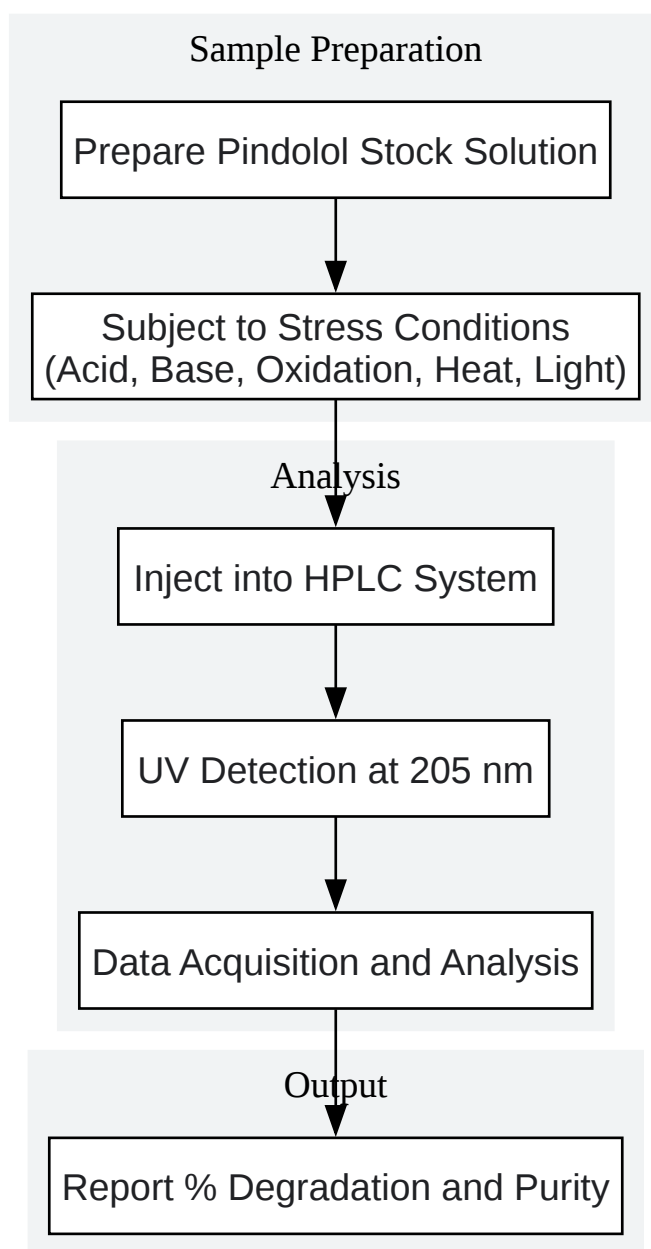 Sample Preparation
Prepare Pindolol Stock Solution
Subject to Stress Conditions
(Acid, Base, Oxidation, Heat, Light)
Analysis
Inject into HPLC System
UV Detection at 205 nm
Data Acquisition and Analysis
Output
Report % Degradation and Purity